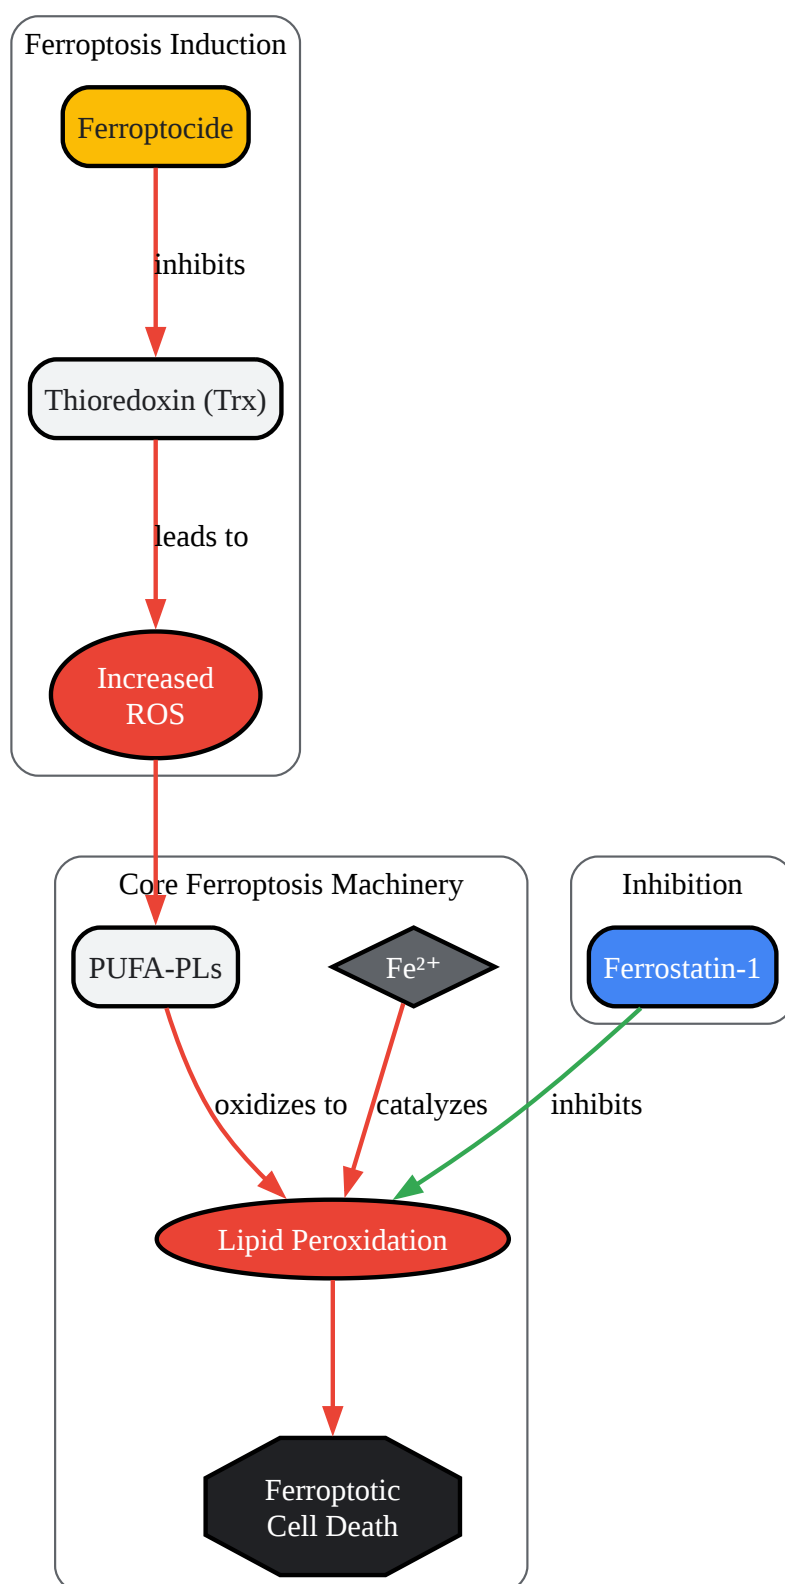 Ferroptosis Induction
Ferroptocide
inhibits
Thioredoxin (Trx)
leads to
Increased
ROS
Core Ferroptosis Machinery
Inhibition
PUFA-PLs
Fe²⁺
Ferrostatin-1
oxidizes to
catalyzes
inhibits
Lipid Peroxidation
Ferroptotic
Cell Death